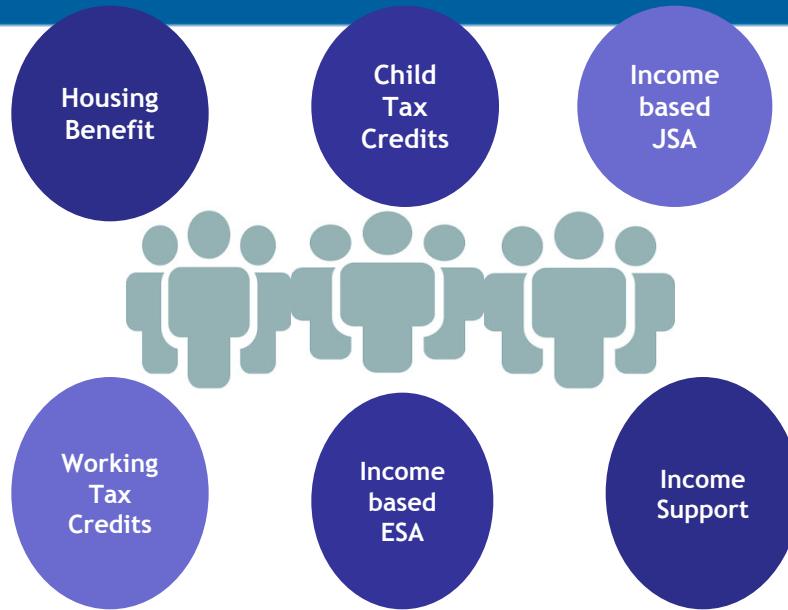 Housing
Benefit
Child
Tax
Credits
Income
based
JSA
Working
Tax
Credits
Income
based
ESA
Income
Support